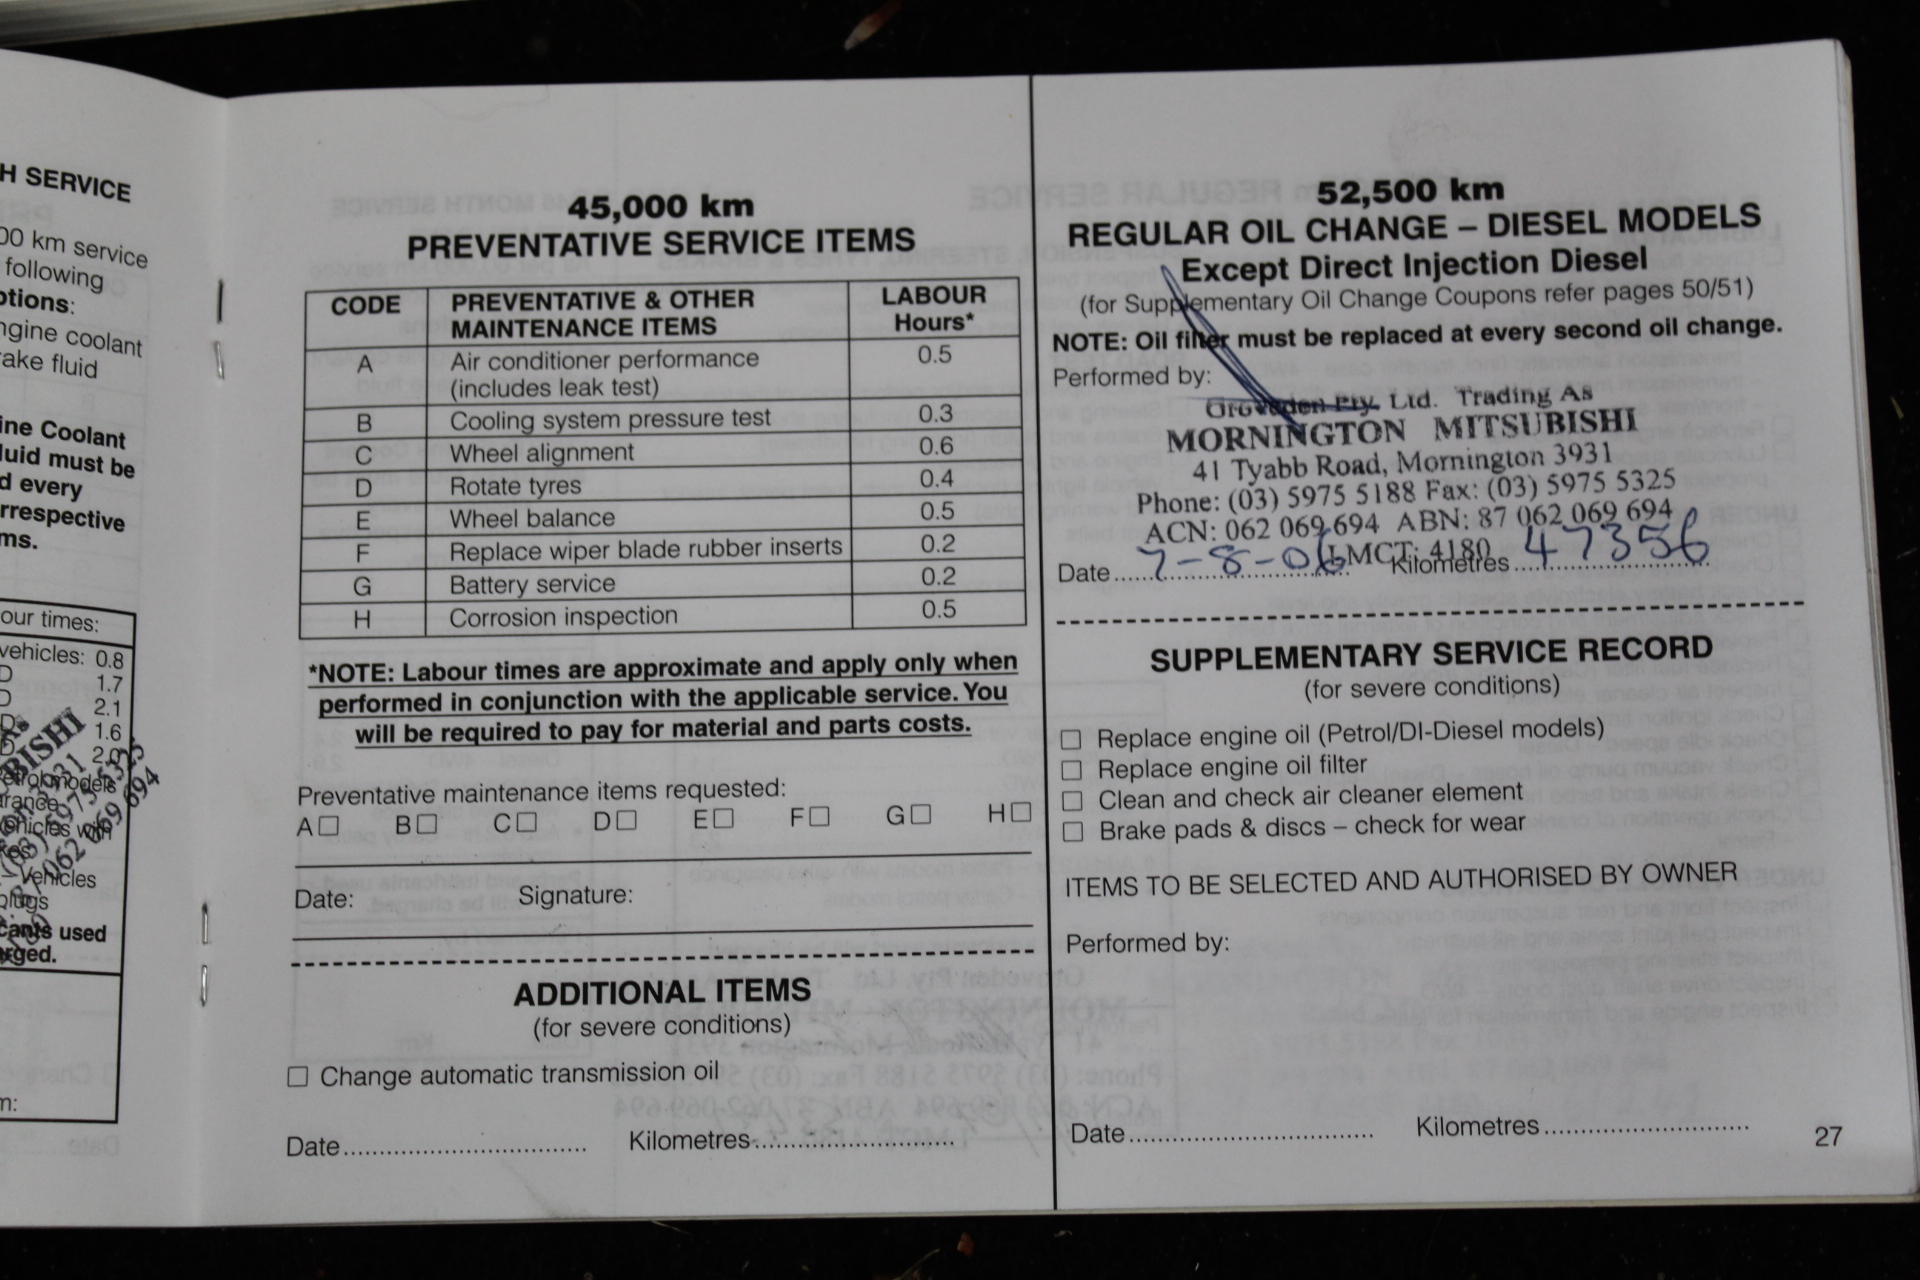 H SERVICE
00 km service
following
ptions:
ngine coolant
rake fluid
ine Coolant
luid must be
d every
rrespective
ms.
our times:
vehicles: 0.8
D 1.7
D 2.1
D 1.6
D 2.0
As
BISHI
Petrol models
arance
ehicles with
– Vehicles
plugs
cants used
arged.
m:
45,000 km
PREVENTATIVE SERVICE ITEMS
CODE PREVENTATIVE & OTHER MAINTENANCE ITEMS LABOUR Hours*
A Air conditioner performance (includes leak test) 0.5
B Cooling system pressure test 0.3
C Wheel alignment 0.6
D Rotate tyres 0.4
E Wheel balance 0.5
F Replace wiper blade rubber inserts 0.2
G Battery service 0.2
H Corrosion inspection 0.5
*NOTE: Labour times are approximate and apply only when
performed in conjunction with the applicable service. You
will be required to pay for material and parts costs.
Preventative maintenance items requested:
A B C D E F G H
Date: Signature:
ADDITIONAL ITEMS
(for severe conditions)
Change automatic transmission oil
Date.............................. Kilometres..............................
52,500 km
REGULAR OIL CHANGE – DIESEL MODELS
Except Direct Injection Diesel
(for Supplementary Oil Change Coupons refer pages 50/51)
NOTE: Oil filter must be replaced at every second oil change.
Performed by:
Groveden Pty. Ltd. Trading As
MORNINGTON MITSUBISHI
41 Tyabb Road, Mornington 3931
Phone: (03) 5975 5188 Fax: (03) 5975 5325
ACN: 062 069 694 ABN: 87 062 069 694
LMCT: 4180
Date 7-8-06 Kilometres 47356
SUPPLEMENTARY SERVICE RECORD
(for severe conditions)
Replace engine oil (Petrol/DI-Diesel models)
Replace engine oil filter
Clean and check air cleaner element
Brake pads & discs – check for wear
ITEMS TO BE SELECTED AND AUTHORISED BY OWNER
Performed by:
Date.............................. Kilometres..............................
27